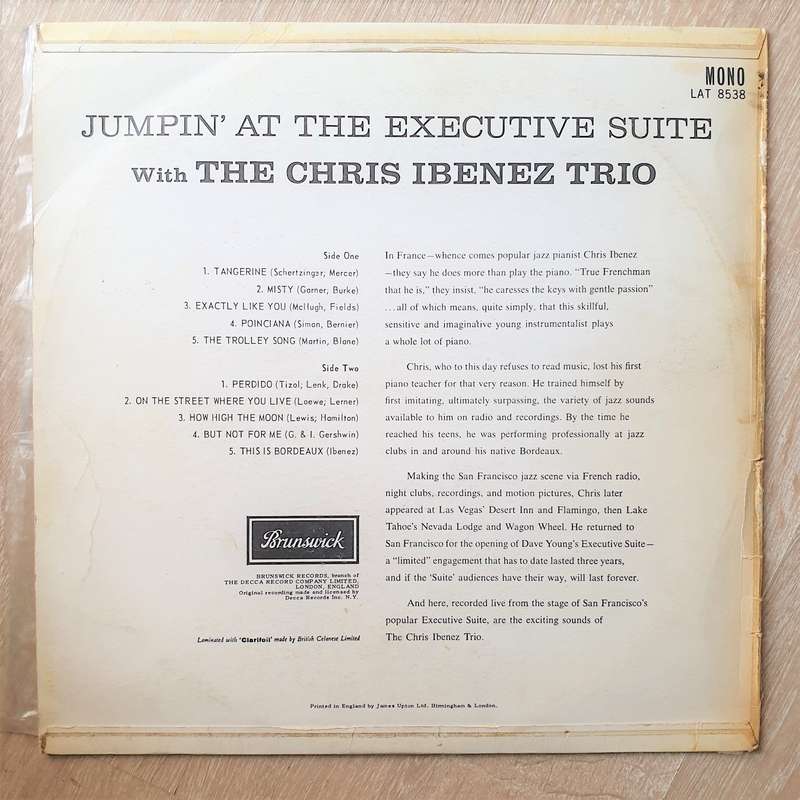 MONO
LAT 8538
JUMPIN' AT THE EXECUTIVE SUITE
With THE CHRIS IBENEZ TRIO
Side One
1. TANGERINE (Schertzinger, Mercer)
2. MISTY (Garner, Burke)
3. EXACTLY LIKE YOU (McHugh, Fields)
4. POINCIANA (Simon, Bernier)
5. THE TROLLEY SONG (Martin, Blane)
Side Two
1. PERDIDO (Tizol; Lenk, Drake)
2. ON THE STREET WHERE YOU LIVE (Loewe; Lerner)
3. HOW HIGH THE MOON (Lewis; Hamilton)
4. BUT NOT FOR ME (G. & I. Gershwin)
5. THIS IS BORDEAUX (Ibenez)
Brunswick
BRUNSWICK RECORDS, branch of
THE DECCA RECORD COMPANY LIMITED,
LONDON, ENGLAND
Original recording made and licensed by
Decca Records Inc. N.Y.
Laminated with 'Clarifoil' made by British Celanese Limited
In France—whence comes popular jazz pianist Chris Ibenez
—they say he does more than play the piano. "True Frenchman
that he is," they insist, "he caresses the keys with gentle passion"
...all of which means, quite simply, that this skillful,
sensitive and imaginative young instrumentalist plays
a whole lot of piano.
Chris, who to this day refuses to read music, lost his first
piano teacher for that very reason. He trained himself by
first imitating, ultimately surpassing, the variety of jazz sounds
available to him on radio and recordings. By the time he
reached his teens, he was performing professionally at jazz
clubs in and around his native Bordeaux.
Making the San Francisco jazz scene via French radio,
night clubs, recordings, and motion pictures, Chris later
appeared at Las Vegas' Desert Inn and Flamingo, then Lake
Tahoe's Nevada Lodge and Wagon Wheel. He returned to
San Francisco for the opening of Dave Young's Executive Suite—
a "limited" engagement that has to date lasted three years,
and if the 'Suite' audiences have their way, will last forever.
And here, recorded live from the stage of San Francisco's
popular Executive Suite, are the exciting sounds of
The Chris Ibenez Trio.
Printed in England by James Upton Ltd. Birmingham & London.